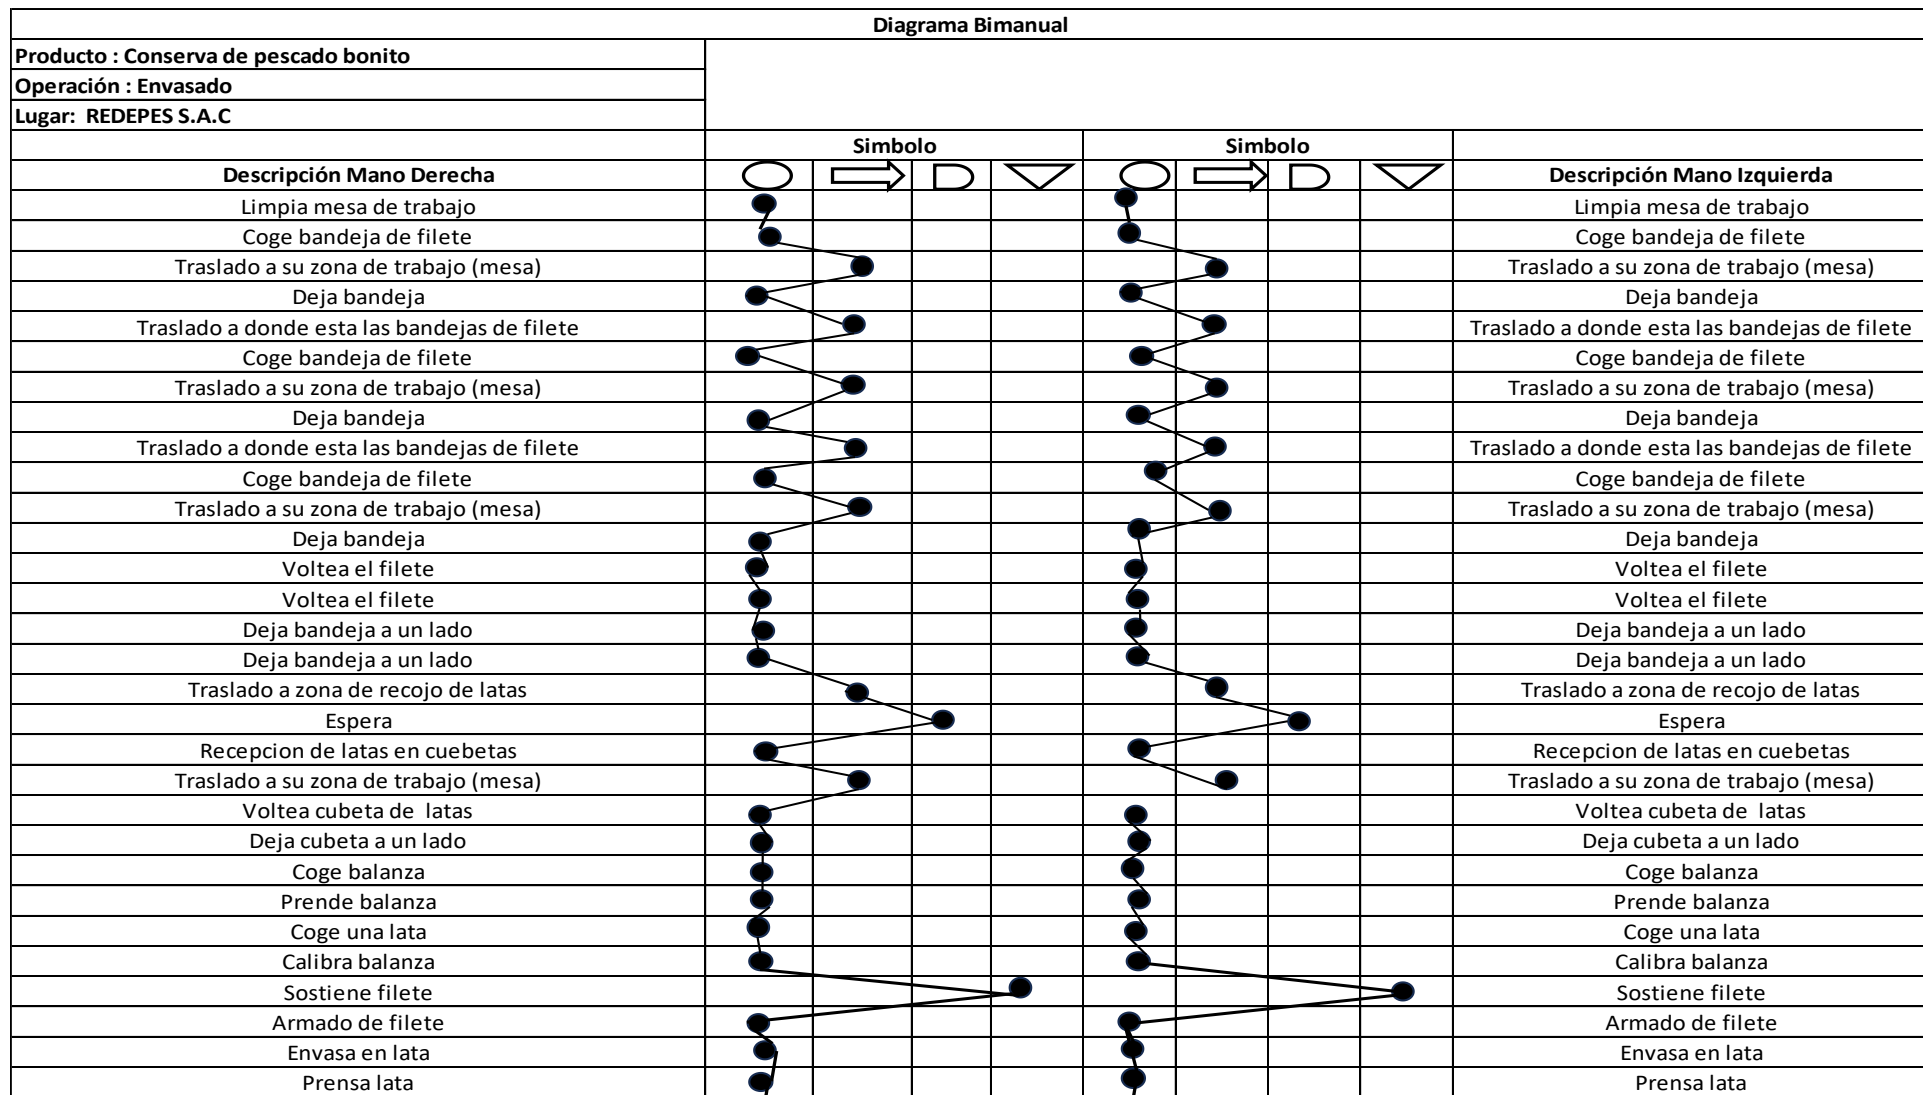 Diagrama Bimanual
Producto : Conserva de pescado bonito
Operación : Envasado
Lugar: REDEPES S.A.C
Simbolo Simbolo
Descripción Mano Derecha Descripción Mano Izquierda
Limpia mesa de trabajo Limpia mesa de trabajo
Coge bandeja de filete Coge bandeja de filete
Traslado a su zona de trabajo (mesa) Traslado a su zona de trabajo (mesa)
Deja bandeja Deja bandeja
Traslado a donde esta las bandejas de filete Traslado a donde esta las bandejas de filete
Coge bandeja de filete Coge bandeja de filete
Traslado a su zona de trabajo (mesa) Traslado a su zona de trabajo (mesa)
Deja bandeja Deja bandeja
Traslado a donde esta las bandejas de filete Traslado a donde esta las bandejas de filete
Coge bandeja de filete Coge bandeja de filete
Traslado a su zona de trabajo (mesa) Traslado a su zona de trabajo (mesa)
Deja bandeja Deja bandeja
Voltea el filete Voltea el filete
Voltea el filete Voltea el filete
Deja bandeja a un lado Deja bandeja a un lado
Deja bandeja a un lado Deja bandeja a un lado
Traslado a zona de recojo de latas Traslado a zona de recojo de latas
Espera Espera
Recepcion de latas en cuebetas Recepcion de latas en cuebetas
Traslado a su zona de trabajo (mesa) Traslado a su zona de trabajo (mesa)
Voltea cubeta de latas Voltea cubeta de latas
Deja cubeta a un lado Deja cubeta a un lado
Coge balanza Coge balanza
Prende balanza Prende balanza
Coge una lata Coge una lata
Calibra balanza Calibra balanza
Sostiene filete Sostiene filete
Armado de filete Armado de filete
Envasa en lata Envasa en lata
Prensa lata Prensa lata